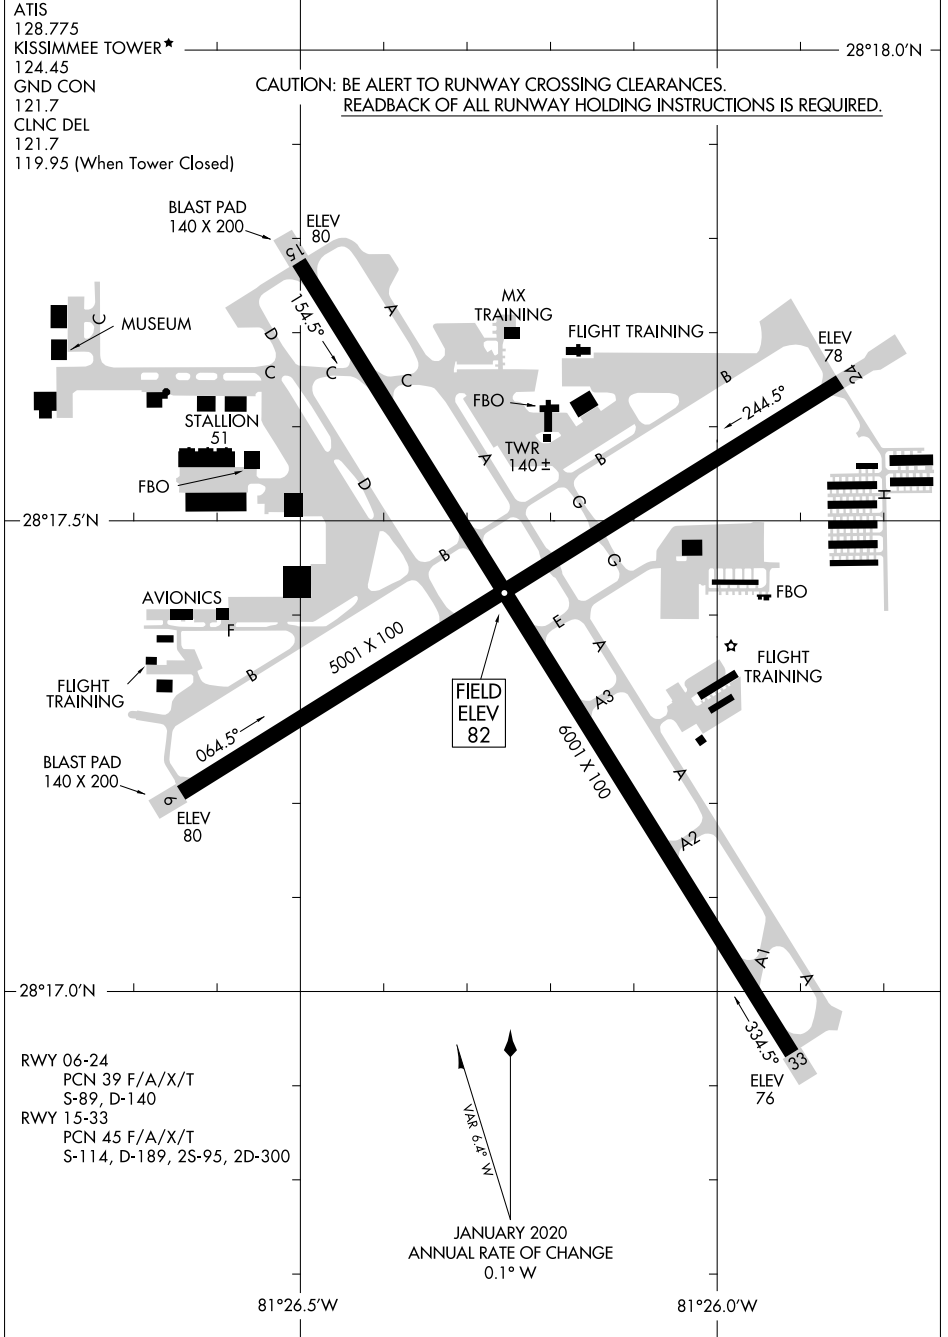 ATIS
128.775
KISSIMMEE TOWER★
124.45
GND CON
121.7
CLNC DEL
121.7
119.95 (When Tower Closed)
28°18.0'N
CAUTION: BE ALERT TO RUNWAY CROSSING CLEARANCES.
READBACK OF ALL RUNWAY HOLDING INSTRUCTIONS IS REQUIRED.
BLAST PAD
140 X 200
ELEV
80
15
154.5°
A
D
C
MUSEUM
C
C
C
MX
TRAINING
FLIGHT TRAINING
ELEV
78
24
B
244.5°
FBO
STALLION
51
TWR
140 ±
A
B
FBO
D
G
H
28°17.5'N
B
G
FBO
AVIONICS
F
E
A
5001 X 100
FLIGHT
TRAINING
B
FLIGHT
TRAINING
FIELD
ELEV
82
A3
064.5°
6001 X 100
BLAST PAD
140 X 200
6
ELEV
80
A
A2
A1
A
28°17.0'N
334.5°
33
ELEV
76
RWY 06-24
PCN 39 F/A/X/T
S-89, D-140
RWY 15-33
PCN 45 F/A/X/T
S-114, D-189, 2S-95, 2D-300
VAR 6.4° W
JANUARY 2020
ANNUAL RATE OF CHANGE
0.1° W
81°26.5'W
81°26.0'W